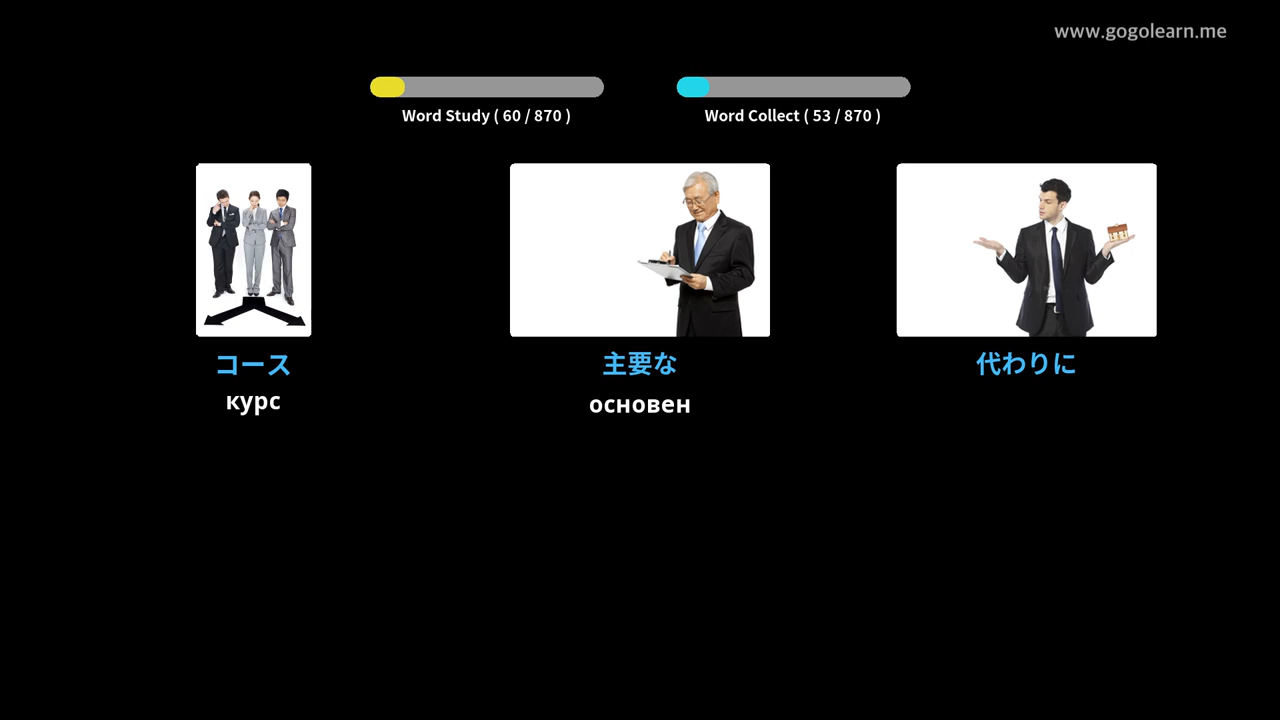 www.gogolearn.me
Word Study ( 60 / 870 )
Word Collect ( 53 / 870 )
コース
主要な
代わりに
курс
основен